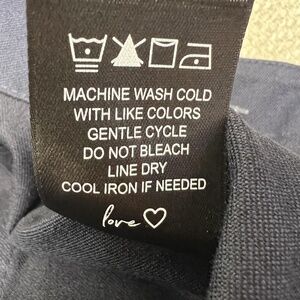 MACHINE WASH COLD
WITH LIKE COLORS
GENTLE CYCLE
DO NOT BLEACH
LINE DRY
COOL IRON IF NEEDED
love ♡